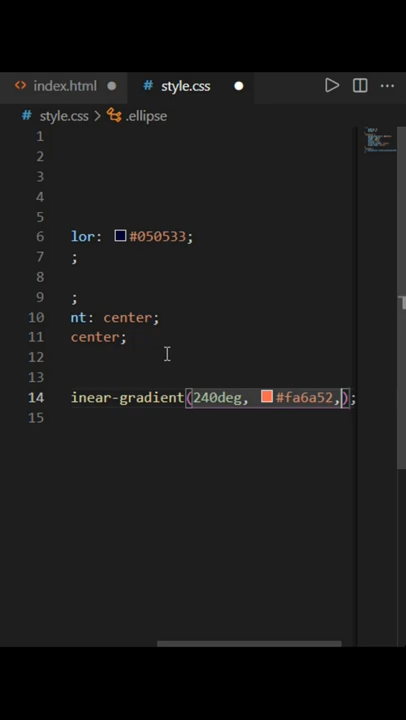 index.html
style.css
style.css > .ellipse
1
2
3
4
5
6 lor: #050533;
7 ;
8
9 ;
10 nt: center;
11 center;
12
13
14 inear-gradient(240deg, #fa6a52,);
15